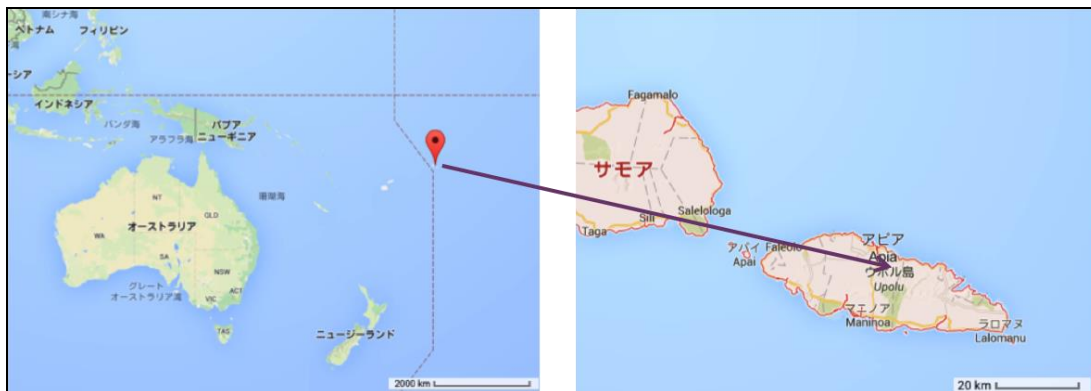 南シナ海
ベトナム
フィリピン
インドネシア
バンダ海
パプア
ニューギニア
アラフラ海
珊瑚海
NT
QLD
オーストラリア
WA
SA
NSW
グレート
オーストラリア湾
VIC
ACT
TAS
ニュージーランド
2000 km
Fagamalo
サモア
Salelologa
Sili
Taga
アパイ
Apai
Faleolo
アピア
Apia
ウポル島
Upolu
マニノア
Maninoa
ラロマヌ
Lalomanu
20 km